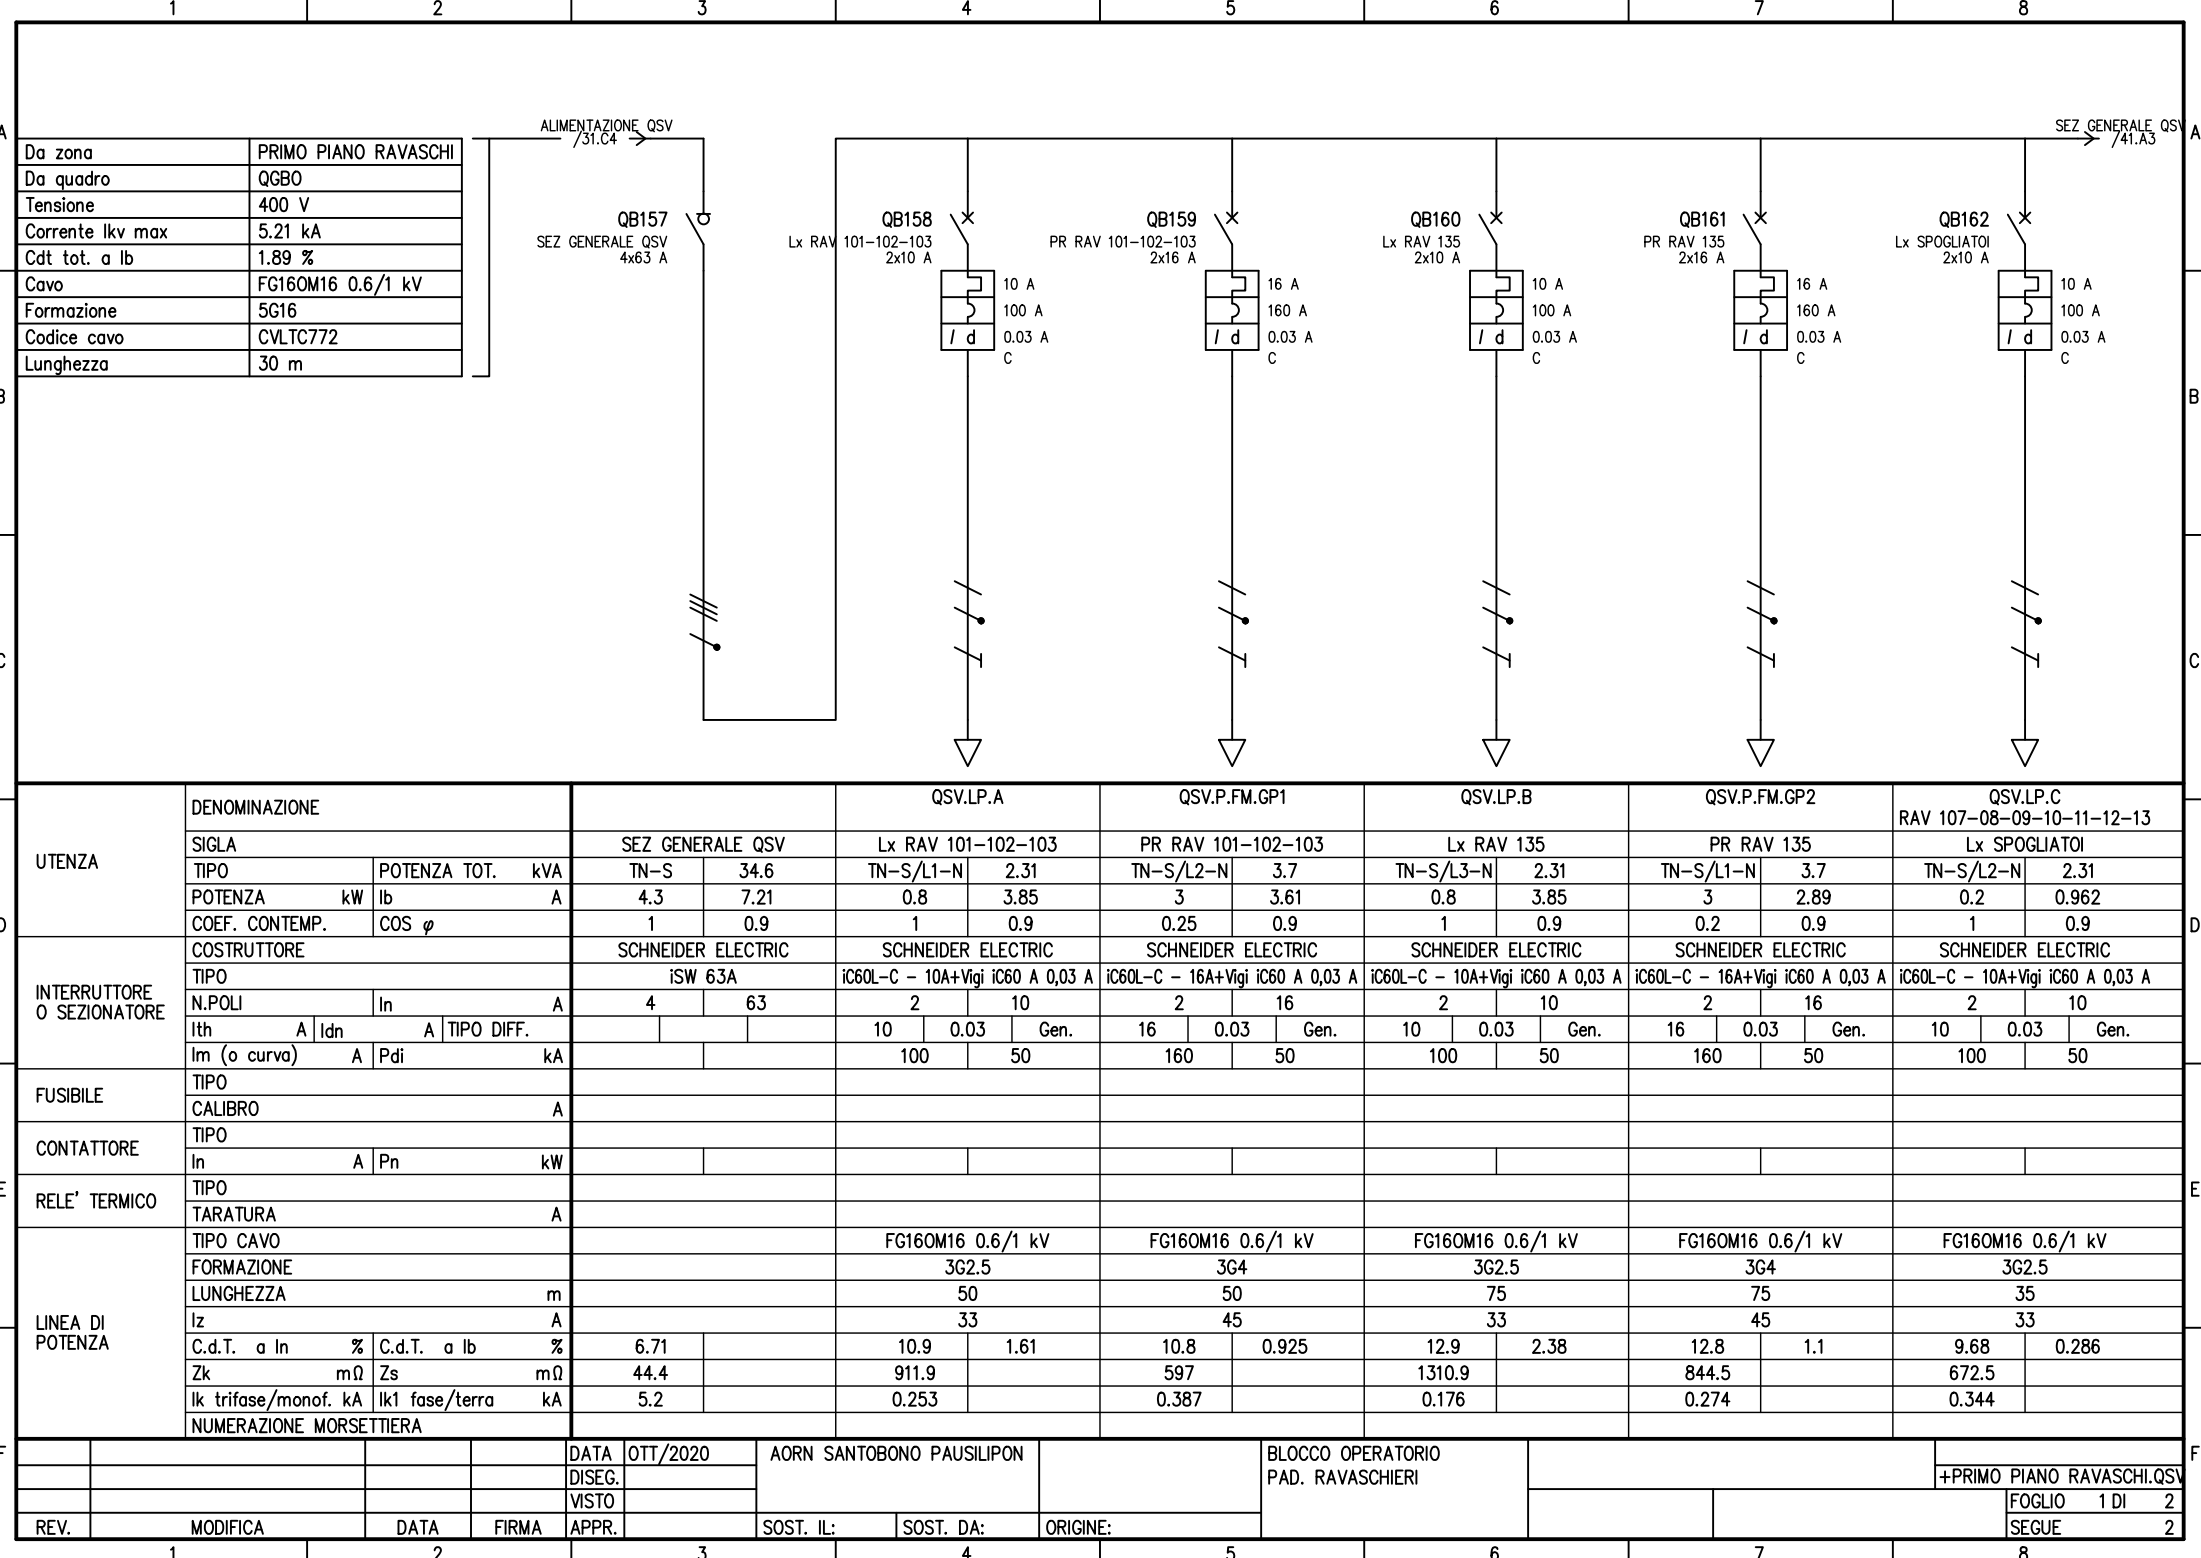 1 2 3 4 5 6 7 8
ALIMENTAZIONE QSV
/31.C4
SEZ GENERALE QSV
/41.A3
A A
Da zona PRIMO PIANO RAVASCHI
Da quadro QGBO
Tensione 400 V
Corrente Ikv max 5.21 kA
Cdt tot. a Ib 1.89 %
Cavo FG16OM16 0.6/1 kV
Formazione 5G16
Codice cavo CVLTC772
Lunghezza 30 m
QB157
SEZ GENERALE QSV
4x63 A
QB158
Lx RAV 101-102-103
2x10 A
10 A
100 A
I d 0.03 A
C
QB159
PR RAV 101-102-103
2x16 A
16 A
160 A
I d 0.03 A
C
QB160
Lx RAV 135
2x10 A
10 A
100 A
I d 0.03 A
C
QB161
PR RAV 135
2x16 A
16 A
160 A
I d 0.03 A
C
QB162
Lx SPOGLIATOI
2x10 A
10 A
100 A
I d 0.03 A
C
B B
C C
UTENZA
DENOMINAZIONE QSV.LP.A QSV.P.FM.GP1 QSV.LP.B QSV.P.FM.GP2 QSV.LP.C
RAV 107-08-09-10-11-12-13
SIGLA SEZ GENERALE QSV Lx RAV 101-102-103 PR RAV 101-102-103 Lx RAV 135 PR RAV 135 Lx SPOGLIATOI
TIPO POTENZA TOT. kVA TN-S 34.6 TN-S/L1-N 2.31 TN-S/L2-N 3.7 TN-S/L3-N 2.31 TN-S/L1-N 3.7 TN-S/L2-N 2.31
POTENZA kW Ib A 4.3 7.21 0.8 3.85 3 3.61 0.8 3.85 3 2.89 0.2 0.962
D COEF. CONTEMP. COS φ 1 0.9 1 0.9 0.25 0.9 1 0.9 0.2 0.9 1 0.9 D
INTERRUTTORE
O SEZIONATORE
COSTRUTTORE SCHNEIDER ELECTRIC SCHNEIDER ELECTRIC SCHNEIDER ELECTRIC SCHNEIDER ELECTRIC SCHNEIDER ELECTRIC SCHNEIDER ELECTRIC
TIPO iSW 63A iC60L-C - 10A+Vigi iC60 A 0,03 A iC60L-C - 16A+Vigi iC60 A 0,03 A iC60L-C - 10A+Vigi iC60 A 0,03 A iC60L-C - 16A+Vigi iC60 A 0,03 A iC60L-C - 10A+Vigi iC60 A 0,03 A
N.POLI In A 4 63 2 10 2 16 2 10 2 16 2 10
Ith A Idn A TIPO DIFF. 10 0.03 Gen. 16 0.03 Gen. 10 0.03 Gen. 16 0.03 Gen. 10 0.03 Gen.
Im (o curva) A Pdi kA 100 50 160 50 100 50 160 50 100 50
FUSIBILE
TIPO
CALIBRO A
CONTATTORE
TIPO
In A Pn kW
E E
RELE' TERMICO
TIPO
TARATURA A
LINEA DI
POTENZA
TIPO CAVO FG16OM16 0.6/1 kV FG16OM16 0.6/1 kV FG16OM16 0.6/1 kV FG16OM16 0.6/1 kV FG16OM16 0.6/1 kV
FORMAZIONE 3G2.5 3G4 3G2.5 3G4 3G2.5
LUNGHEZZA m 50 50 75 75 35
Iz A 33 45 33 45 33
C.d.T. a In % C.d.T. a Ib % 6.71 10.9 1.61 10.8 0.925 12.9 2.38 12.8 1.1 9.68 0.286
Zk mΩ Zs mΩ 44.4 911.9 597 1310.9 844.5 672.5
Ik trifase/monof. kA Ik1 fase/terra kA 5.2 0.253 0.387 0.176 0.274 0.344
NUMERAZIONE MORSETTIERA
F F
DATA OTT/2020 AORN SANTOBONO PAUSILIPON BLOCCO OPERATORIO
DISEG. PAD. RAVASCHIERI +PRIMO PIANO RAVASCHI.QSV
VISTO FOGLIO 1 DI 2
REV. MODIFICA DATA FIRMA APPR. SOST. IL: SOST. DA: ORIGINE: SEGUE 2
1 2 3 4 5 6 7 8